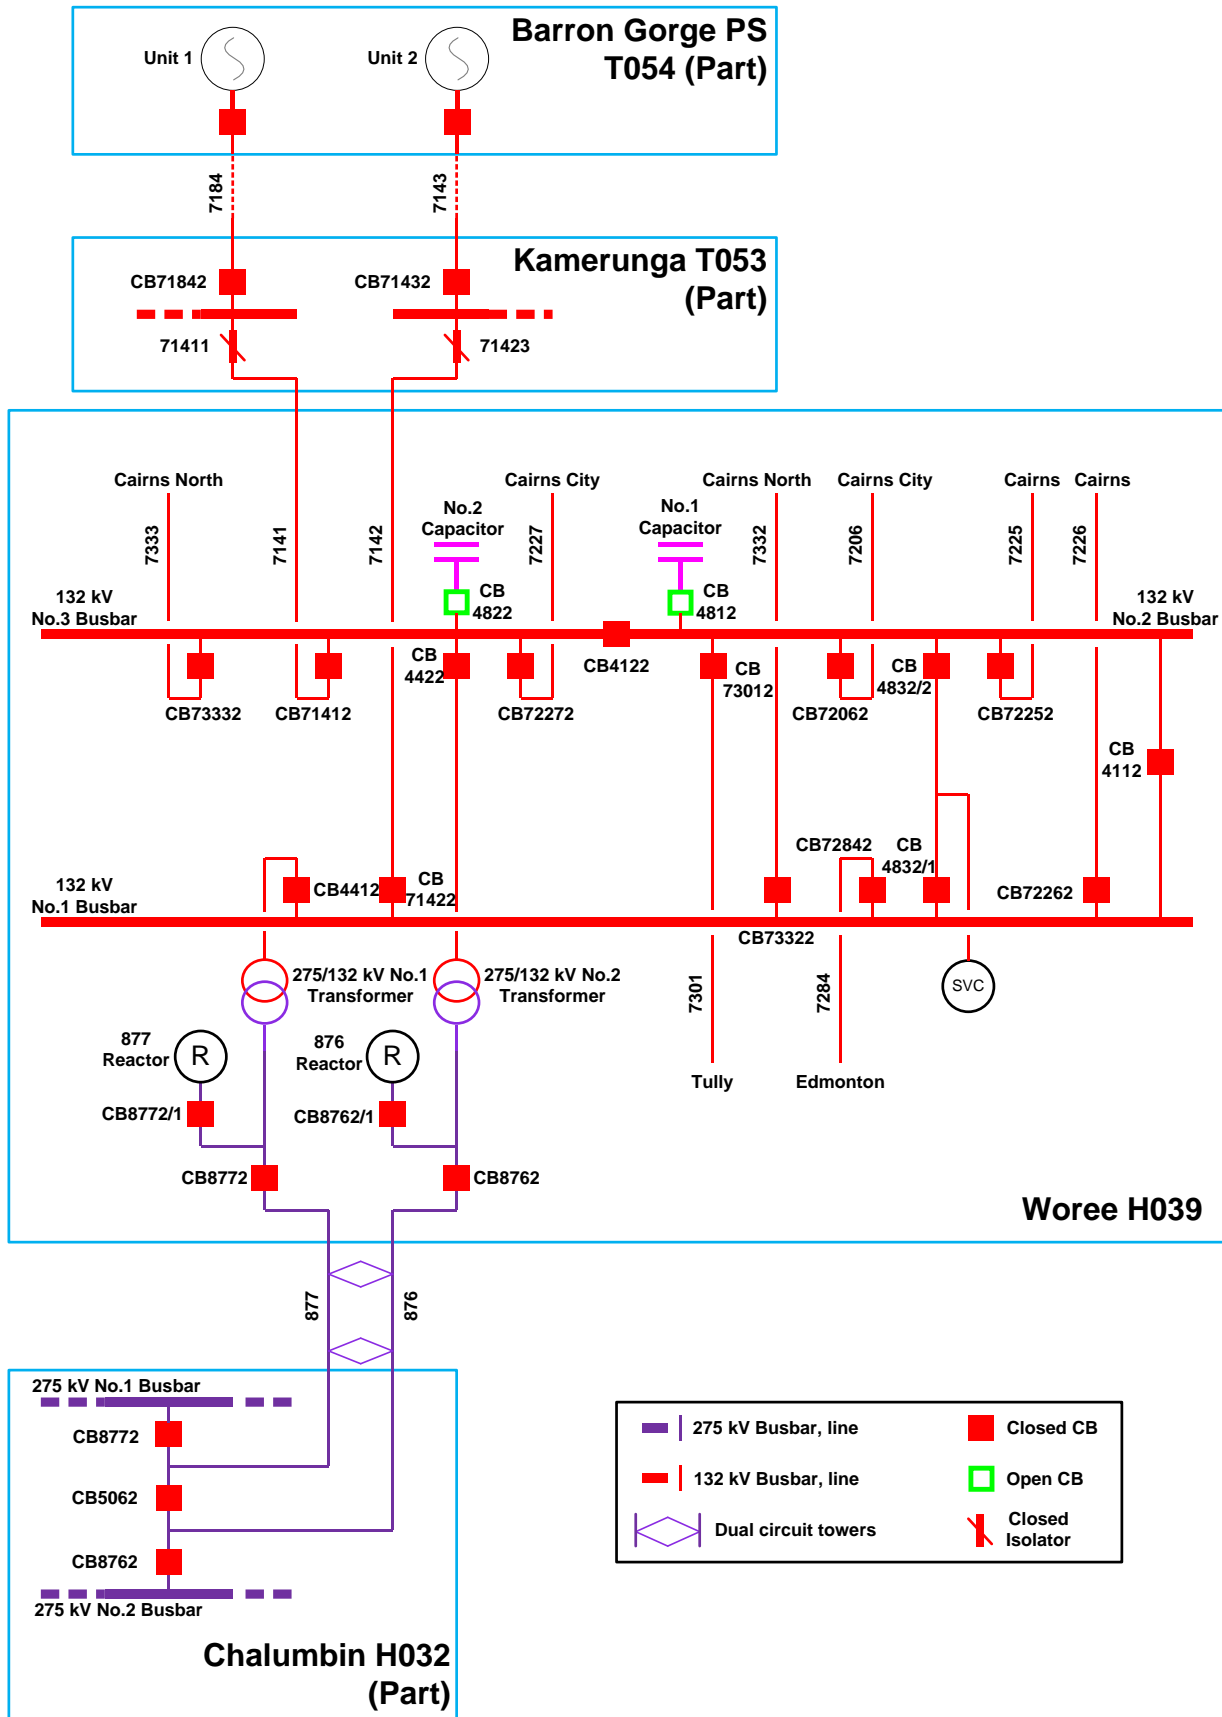 Barron Gorge PS
T054 (Part)
Unit 1
Unit 2
7184
7143
Kamerunga T053
(Part)
CB71842
CB71432
71411
71423
Cairns North
Cairns City
Cairns North
Cairns City
Cairns
Cairns
No.2
Capacitor
No.1
Capacitor
7333
7141
7142
7227
7332
7206
7225
7226
CB
4822
CB
4812
132 kV
No.3 Busbar
132 kV
No.2 Busbar
CB4122
CB
4422
CB
73012
CB
4832/2
CB73332
CB71412
CB72272
CB72062
CB72252
CB
4112
CB72842
CB
4832/1
CB4412
CB
71422
CB72262
132 kV
No.1 Busbar
CB73322
275/132 kV No.1
Transformer
275/132 kV No.2
Transformer
7301
7284
SVC
877
Reactor
R
876
Reactor
R
Tully
Edmonton
CB8772/1
CB8762/1
CB8772
CB8762
Woree H039
877
876
275 kV No.1 Busbar
CB8772
CB5062
CB8762
275 kV No.2 Busbar
Chalumbin H032
(Part)
275 kV Busbar, line
Closed CB
132 kV Busbar, line
Open CB
Dual circuit towers
Closed
Isolator